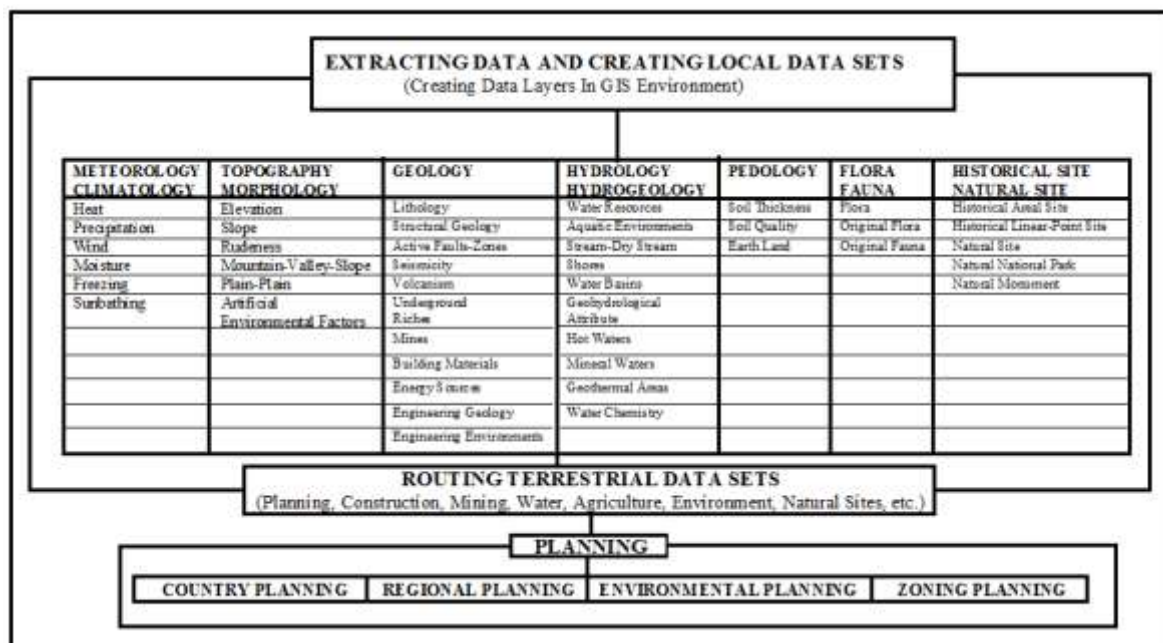 EXTRACTING DATA AND CREATING LOCAL DATA SETS
(Creating Data Layers In GIS Environment)
METEOROLOGY
CLIMATOLOGY
Heat
Precipitation
Wind
Moisture
Freezing
Sunbathing
TOPOGRAPHY
MORPHOLOGY
Elevation
Slope
Rudeness
Mountain-Valley-Slope
Plain-Plain
Artificial
Environmental Factors
GEOLOGY
Lithology
Structural Geology
Active Faults-Zones
Seismicity
Volcanism
Underground
Riches
Mines
Building Materials
Energy Sources
Engineering Geology
Engineering Environments
HYDROLOGY
HYDROGEOLOGY
Water Resources
Aquatic Environments
Stream-Dry Stream
Shores
Water Basins
Geohydrological
Attribute
Hot Waters
Mineral Waters
Geothermal Areas
Water Chemistry
PEDOLOGY
Soil Thickness
Soil Quality
Earth Land
FLORA
FAUNA
Flora
Original Flora
Original Fauna
HISTORICAL SITE
NATURAL SITE
Historical Areal Site
Historical Linear-Point Site
Natural Site
Natural National Park
Natural Monument
ROUTING TERRESTRIAL DATA SETS
(Planning, Construction, Mining, Water, Agriculture, Environment, Natural Sites, etc.)
PLANNING
COUNTRY PLANNING
REGIONAL PLANNING
ENVIRONMENTAL PLANNING
ZONING PLANNING